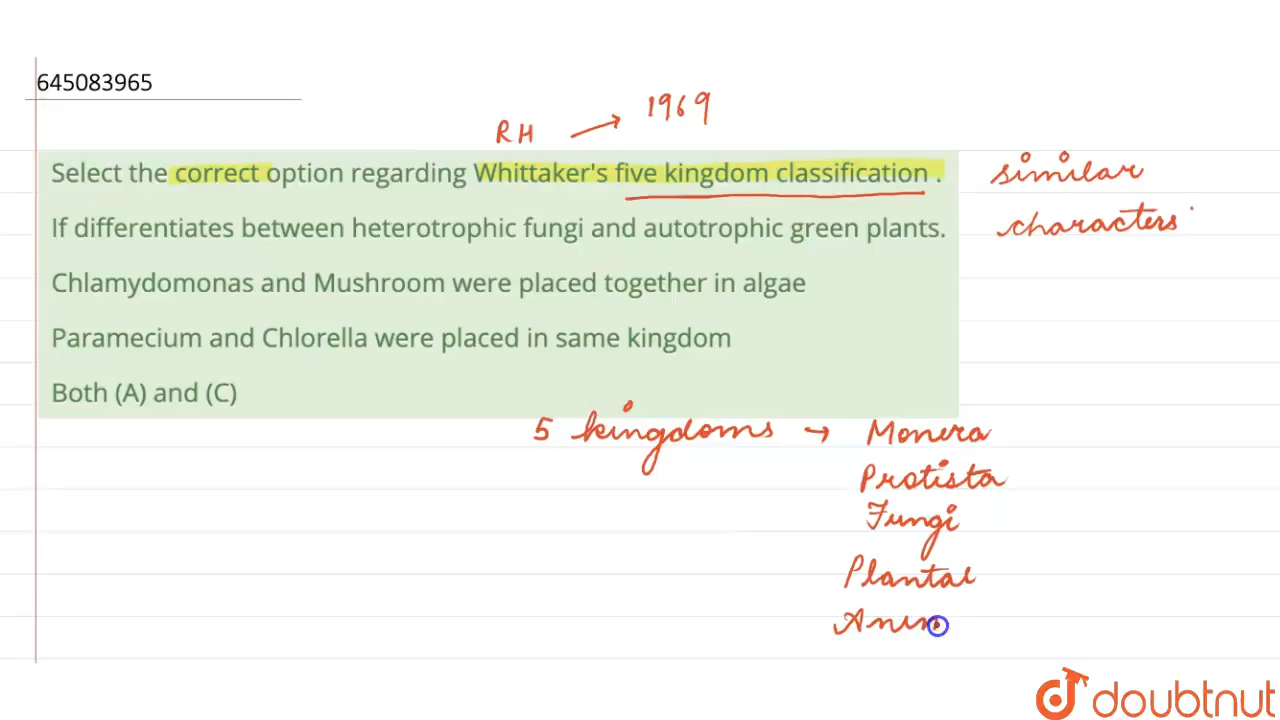 645083965
RH → 1969
Select the correct option regarding Whittaker's five kingdom classification .
similar
characters
If differentiates between heterotrophic fungi and autotrophic green plants.
Chlamydomonas and Mushroom were placed together in algae
Paramecium and Chlorella were placed in same kingdom
Both (A) and (C)
5 kingdoms → Monera
Protista
Fungi
Plantae
Anim
doubtnut